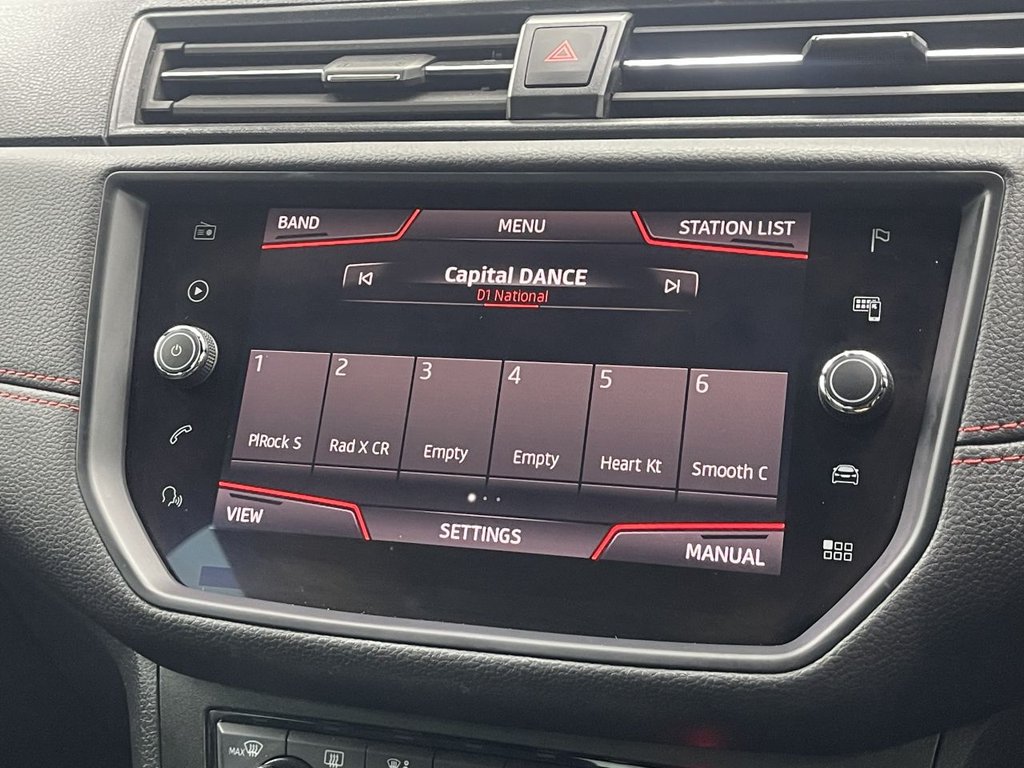 BAND MENU STATION LIST
Capital DANCE
D1 National
1 2 3 4 5 6
PlRock S Rad X CR Empty Empty Heart Kt Smooth C
VIEW SETTINGS MANUAL
MAX